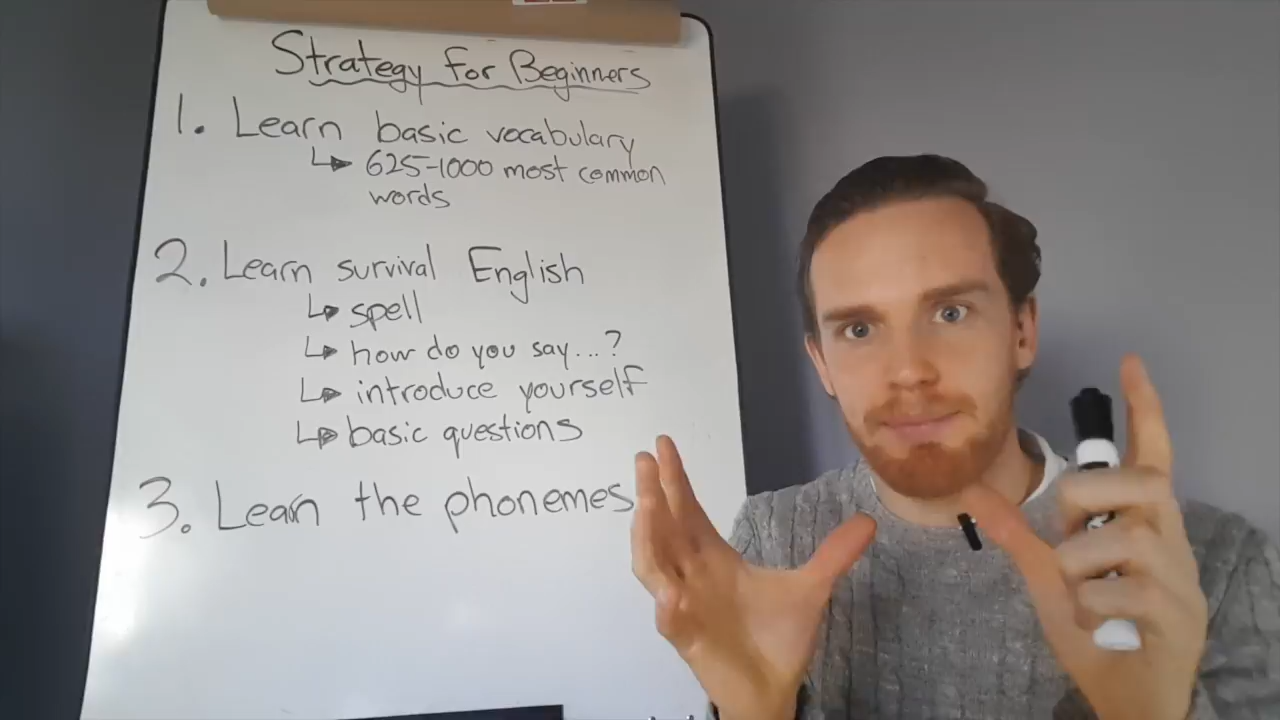 Strategy for Beginners
1. Learn basic vocabulary
625-1000 most common
words
2. Learn survival English
spell
how do you say...?
introduce yourself
basic questions
3. Learn the phonemes